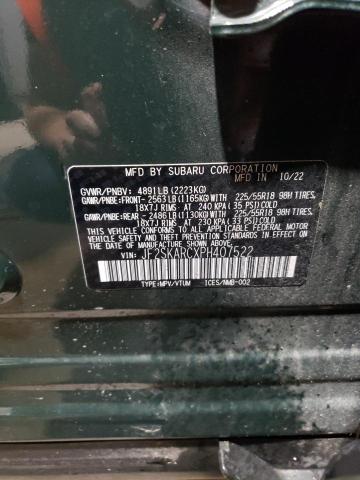 MFD. BY SUBARU CORPORATION 10/22
GVWR/PNBV: 4891LB (2223KG)
GAWR/PNBE: FRONT- 2563LB(1165KG) WITH 225/55R18 98H TIRES,
18X7J RIMS AT 240 KPA (35 PSI)COLD
GAWR/PNBE: REAR -2486LB(1130KG) WITH 225/55R18 98H TIRES,
18X7J RIMS AT 230 KPA (33 PSI)COLD
THIS VEHICLE CONFORMS TO ALL APPLICABLE FEDERAL MOTOR
VEHICLE SAFETY, BUMPER, AND THEFT PREVENTION STANDARDS
IN EFFECT ON THE DATE OF MANUFACTURE SHOWN ABOVE.
VIN: JF2SKARCXPH407522
TYPE:MPV/VTUM ICES/NMB-002